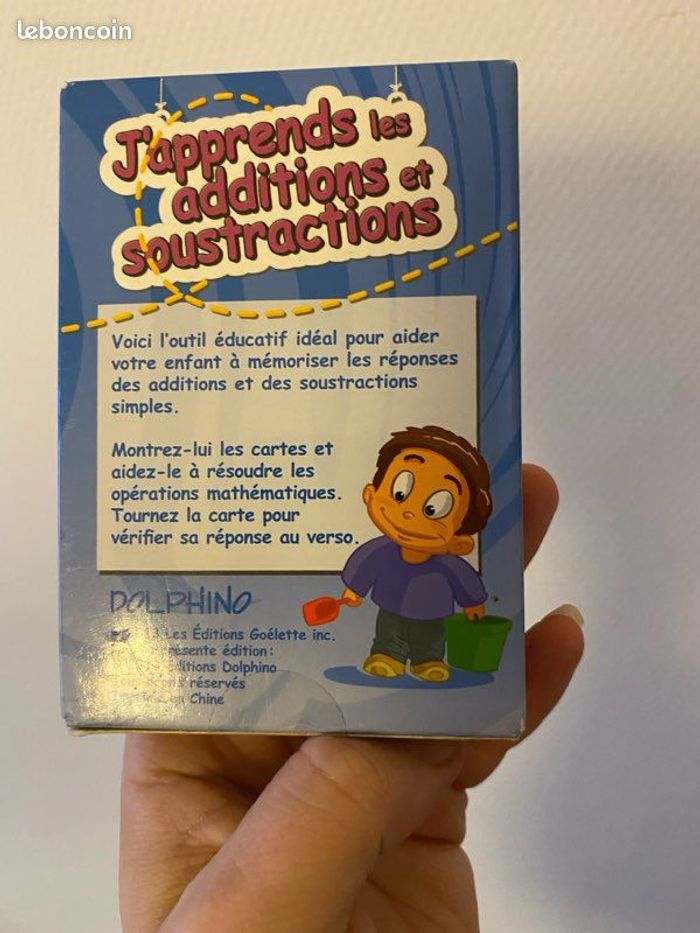 leboncoin
J'apprends les
additions et
soustractions
Voici l'outil éducatif idéal pour aider
votre enfant à mémoriser les réponses
des additions et des soustractions
simples.
Montrez-lui les cartes et
aidez-le à résoudre les
opérations mathématiques.
Tournez la carte pour
vérifier sa réponse au verso.
DOLPHINO
Les Éditions Goélette inc.
édition:
Dolphino
réservés
en Chine